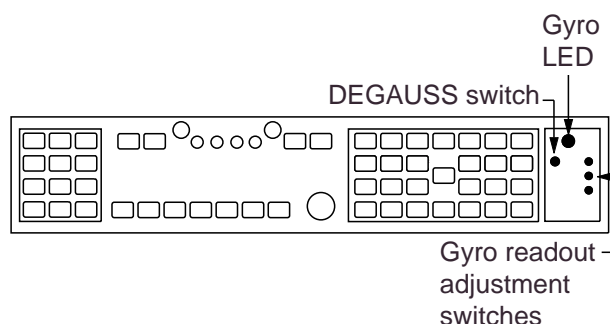 Gyro
LED
DEGAUSS switch
Gyro readout
adjustment
switches